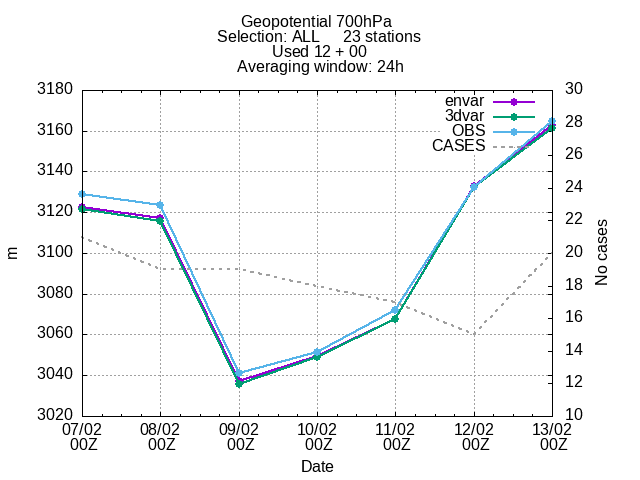 Geopotential 700hPa
Selection: ALL 23 stations
Used 12 + 00
Averaging window: 24h
envar
3dvar
OBS
CASES
3180
3160
3140
3120
3100
3080
3060
3040
3020
m
30
28
26
24
22
20
18
16
14
12
10
No cases
07/02 08/02 09/02 10/02 11/02 12/02 13/02
00Z 00Z 00Z 00Z 00Z 00Z 00Z
Date